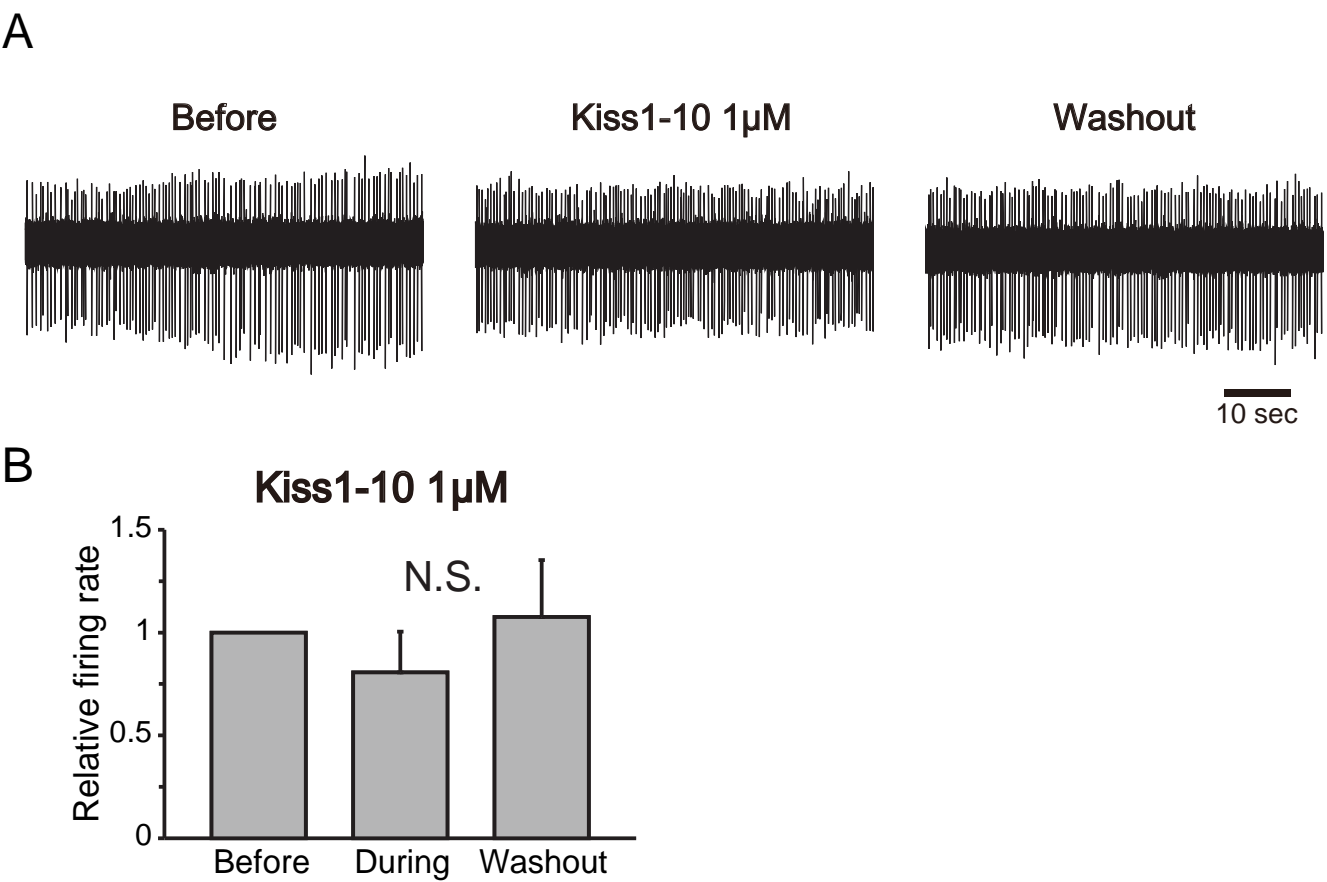 A
Before
Kiss1-10 1µM
Washout
10 sec
B
Kiss1-10 1µM
Relative firing rate
1.5
1
0.5
0
N.S.
Before
During
Washout